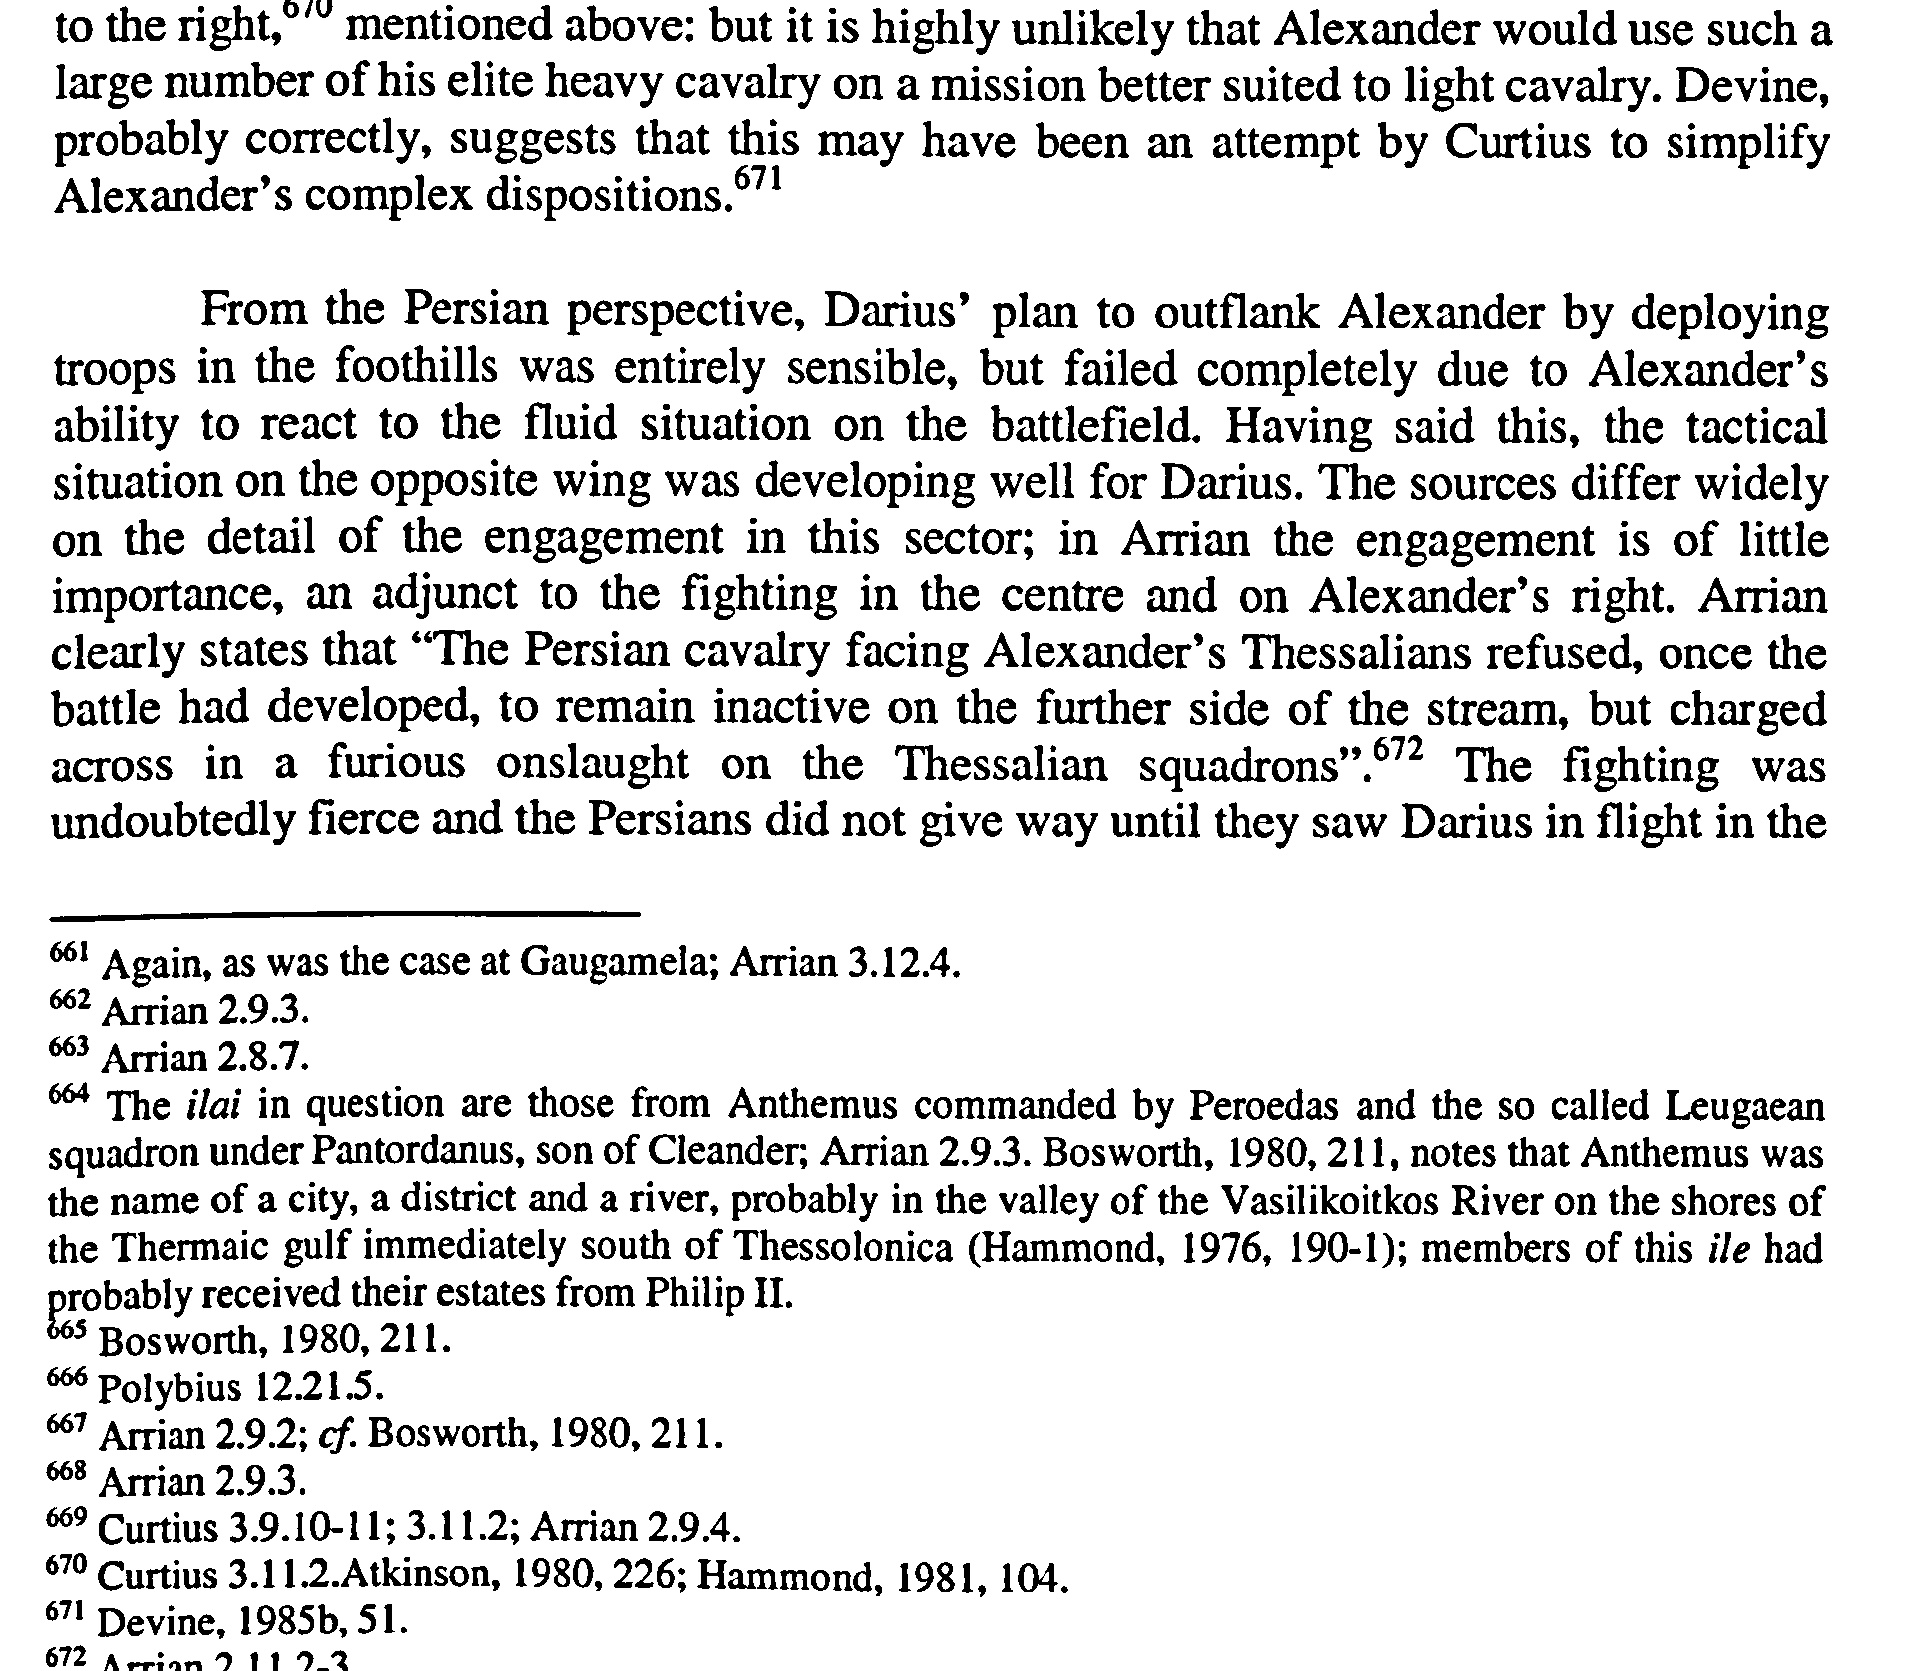 to the right,670 mentioned above: but it is highly unlikely that Alexander would use such a
large number of his elite heavy cavalry on a mission better suited to light cavalry. Devine,
probably correctly, suggests that this may have been an attempt by Curtius to simplify
Alexander's complex dispositions.671
From the Persian perspective, Darius' plan to outflank Alexander by deploying
troops in the foothills was entirely sensible, but failed completely due to Alexander's
ability to react to the fluid situation on the battlefield. Having said this, the tactical
situation on the opposite wing was developing well for Darius. The sources differ widely
on the detail of the engagement in this sector; in Arrian the engagement is of little
importance, an adjunct to the fighting in the centre and on Alexander's right. Arrian
clearly states that “The Persian cavalry facing Alexander's Thessalians refused, once the
battle had developed, to remain inactive on the further side of the stream, but charged
across in a furious onslaught on the Thessalian squadrons”.672 The fighting was
undoubtedly fierce and the Persians did not give way until they saw Darius in flight in the
661 Again, as was the case at Gaugamela; Arrian 3.12.4.
662 Arrian 2.9.3.
663 Arrian 2.8.7.
664 The ilai in question are those from Anthemus commanded by Peroedas and the so called Leugaean
squadron under Pantordanus, son of Cleander; Arrian 2.9.3. Bosworth, 1980, 211, notes that Anthemus was
the name of a city, a district and a river, probably in the valley of the Vasilikoitkos River on the shores of
the Thermaic gulf immediately south of Thessolonica (Hammond, 1976, 190-1); members of this ile had
probably received their estates from Philip II.
665 Bosworth, 1980, 211.
666 Polybius 12.21.5.
667 Arrian 2.9.2; cf. Bosworth, 1980, 211.
668 Arrian 2.9.3.
669 Curtius 3.9.10-11; 3.11.2; Arrian 2.9.4.
670 Curtius 3.11.2.Atkinson, 1980, 226; Hammond, 1981, 104.
671 Devine, 1985b, 51.
672 Arrian 2.11.2-3.